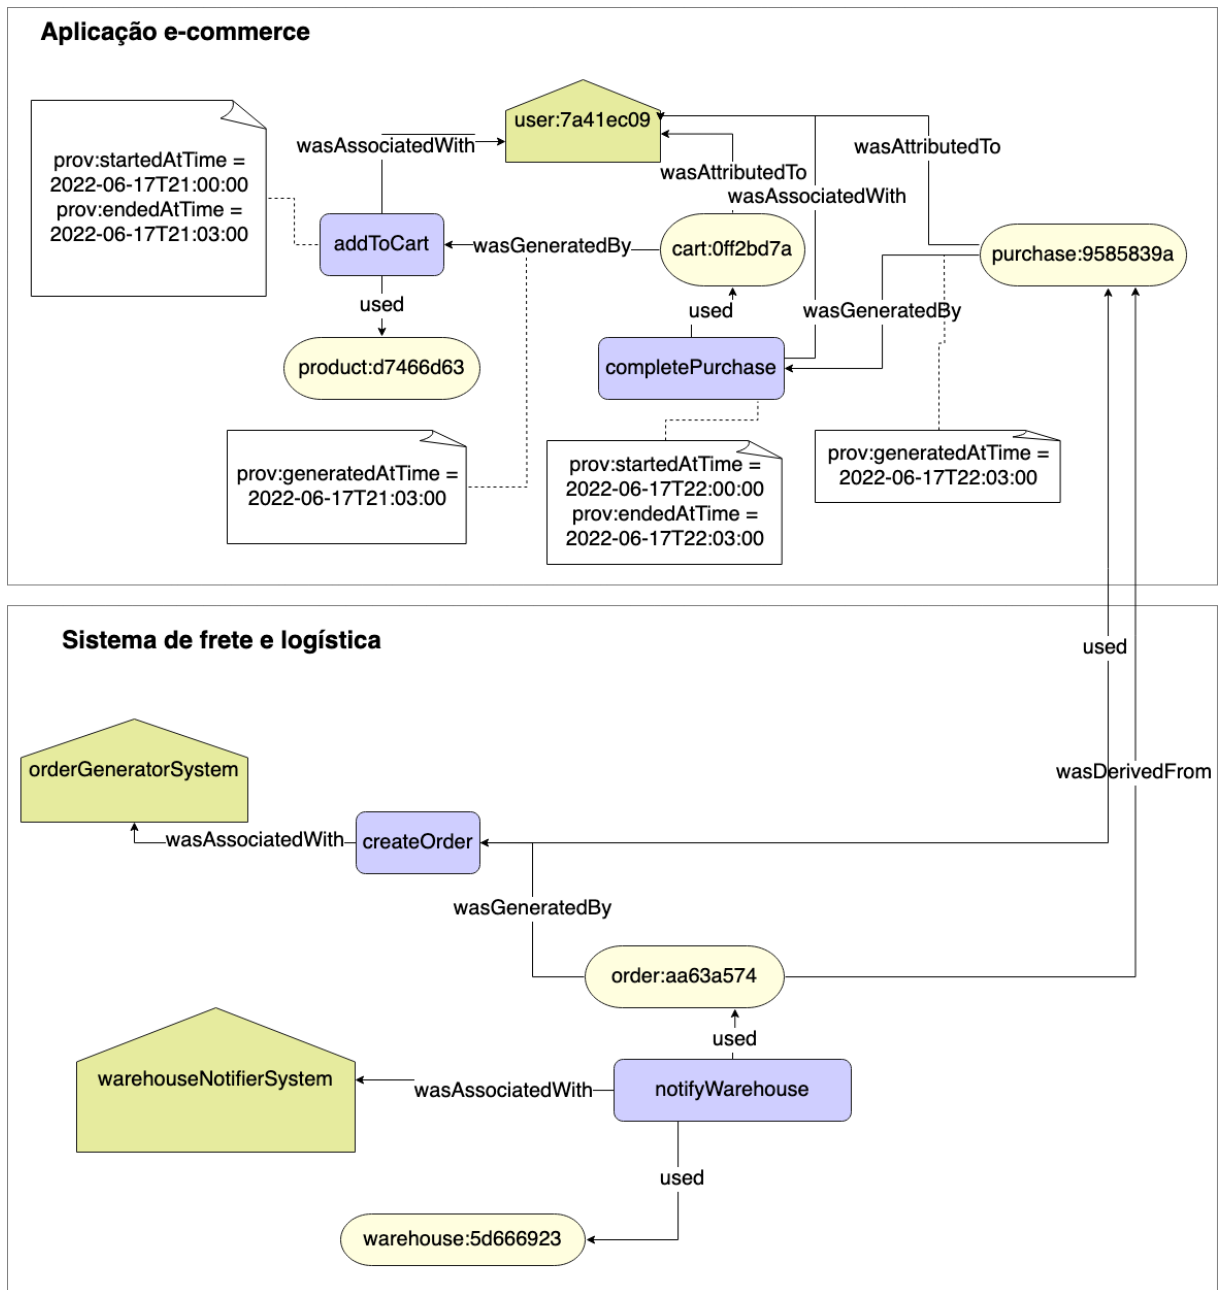 Aplicação e-commerce
user:7a41ec09
wasAssociatedWith
wasAttributedTo
prov:startedAtTime =
2022-06-17T21:00:00
prov:endedAtTime =
2022-06-17T21:03:00
wasAttributedTo
wasAssociatedWith
addToCart
wasGeneratedBy
cart:0ff2bd7a
purchase:9585839a
used
used
wasGeneratedBy
product:d7466d63
completePurchase
prov:generatedAtTime =
2022-06-17T21:03:00
prov:startedAtTime =
2022-06-17T22:00:00
prov:endedAtTime =
2022-06-17T22:03:00
prov:generatedAtTime =
2022-06-17T22:03:00
Sistema de frete e logística
used
orderGeneratorSystem
wasDerivedFrom
wasAssociatedWith
createOrder
wasGeneratedBy
order:aa63a574
used
warehouseNotifierSystem
wasAssociatedWith
notifyWarehouse
used
warehouse:5d666923